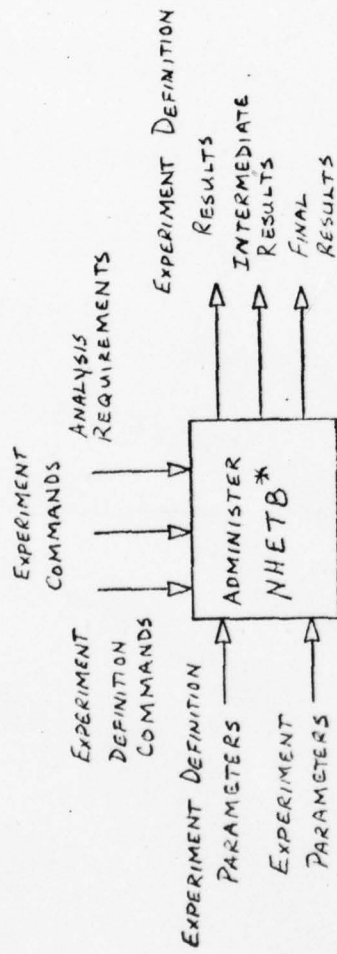 EXPERIMENT
COMMANDS
EXPERIMENT
DEFINITION
COMMANDS
ANALYSIS
REQUIREMENTS
EXPERIMENT DEFINITION
PARAMETERS
EXPERIMENT
PARAMETERS
ADMINISTER
NHETB*
EXPERIMENT DEFINITION
RESULTS
INTERMEDIATE
RESULTS
FINAL
RESULTS